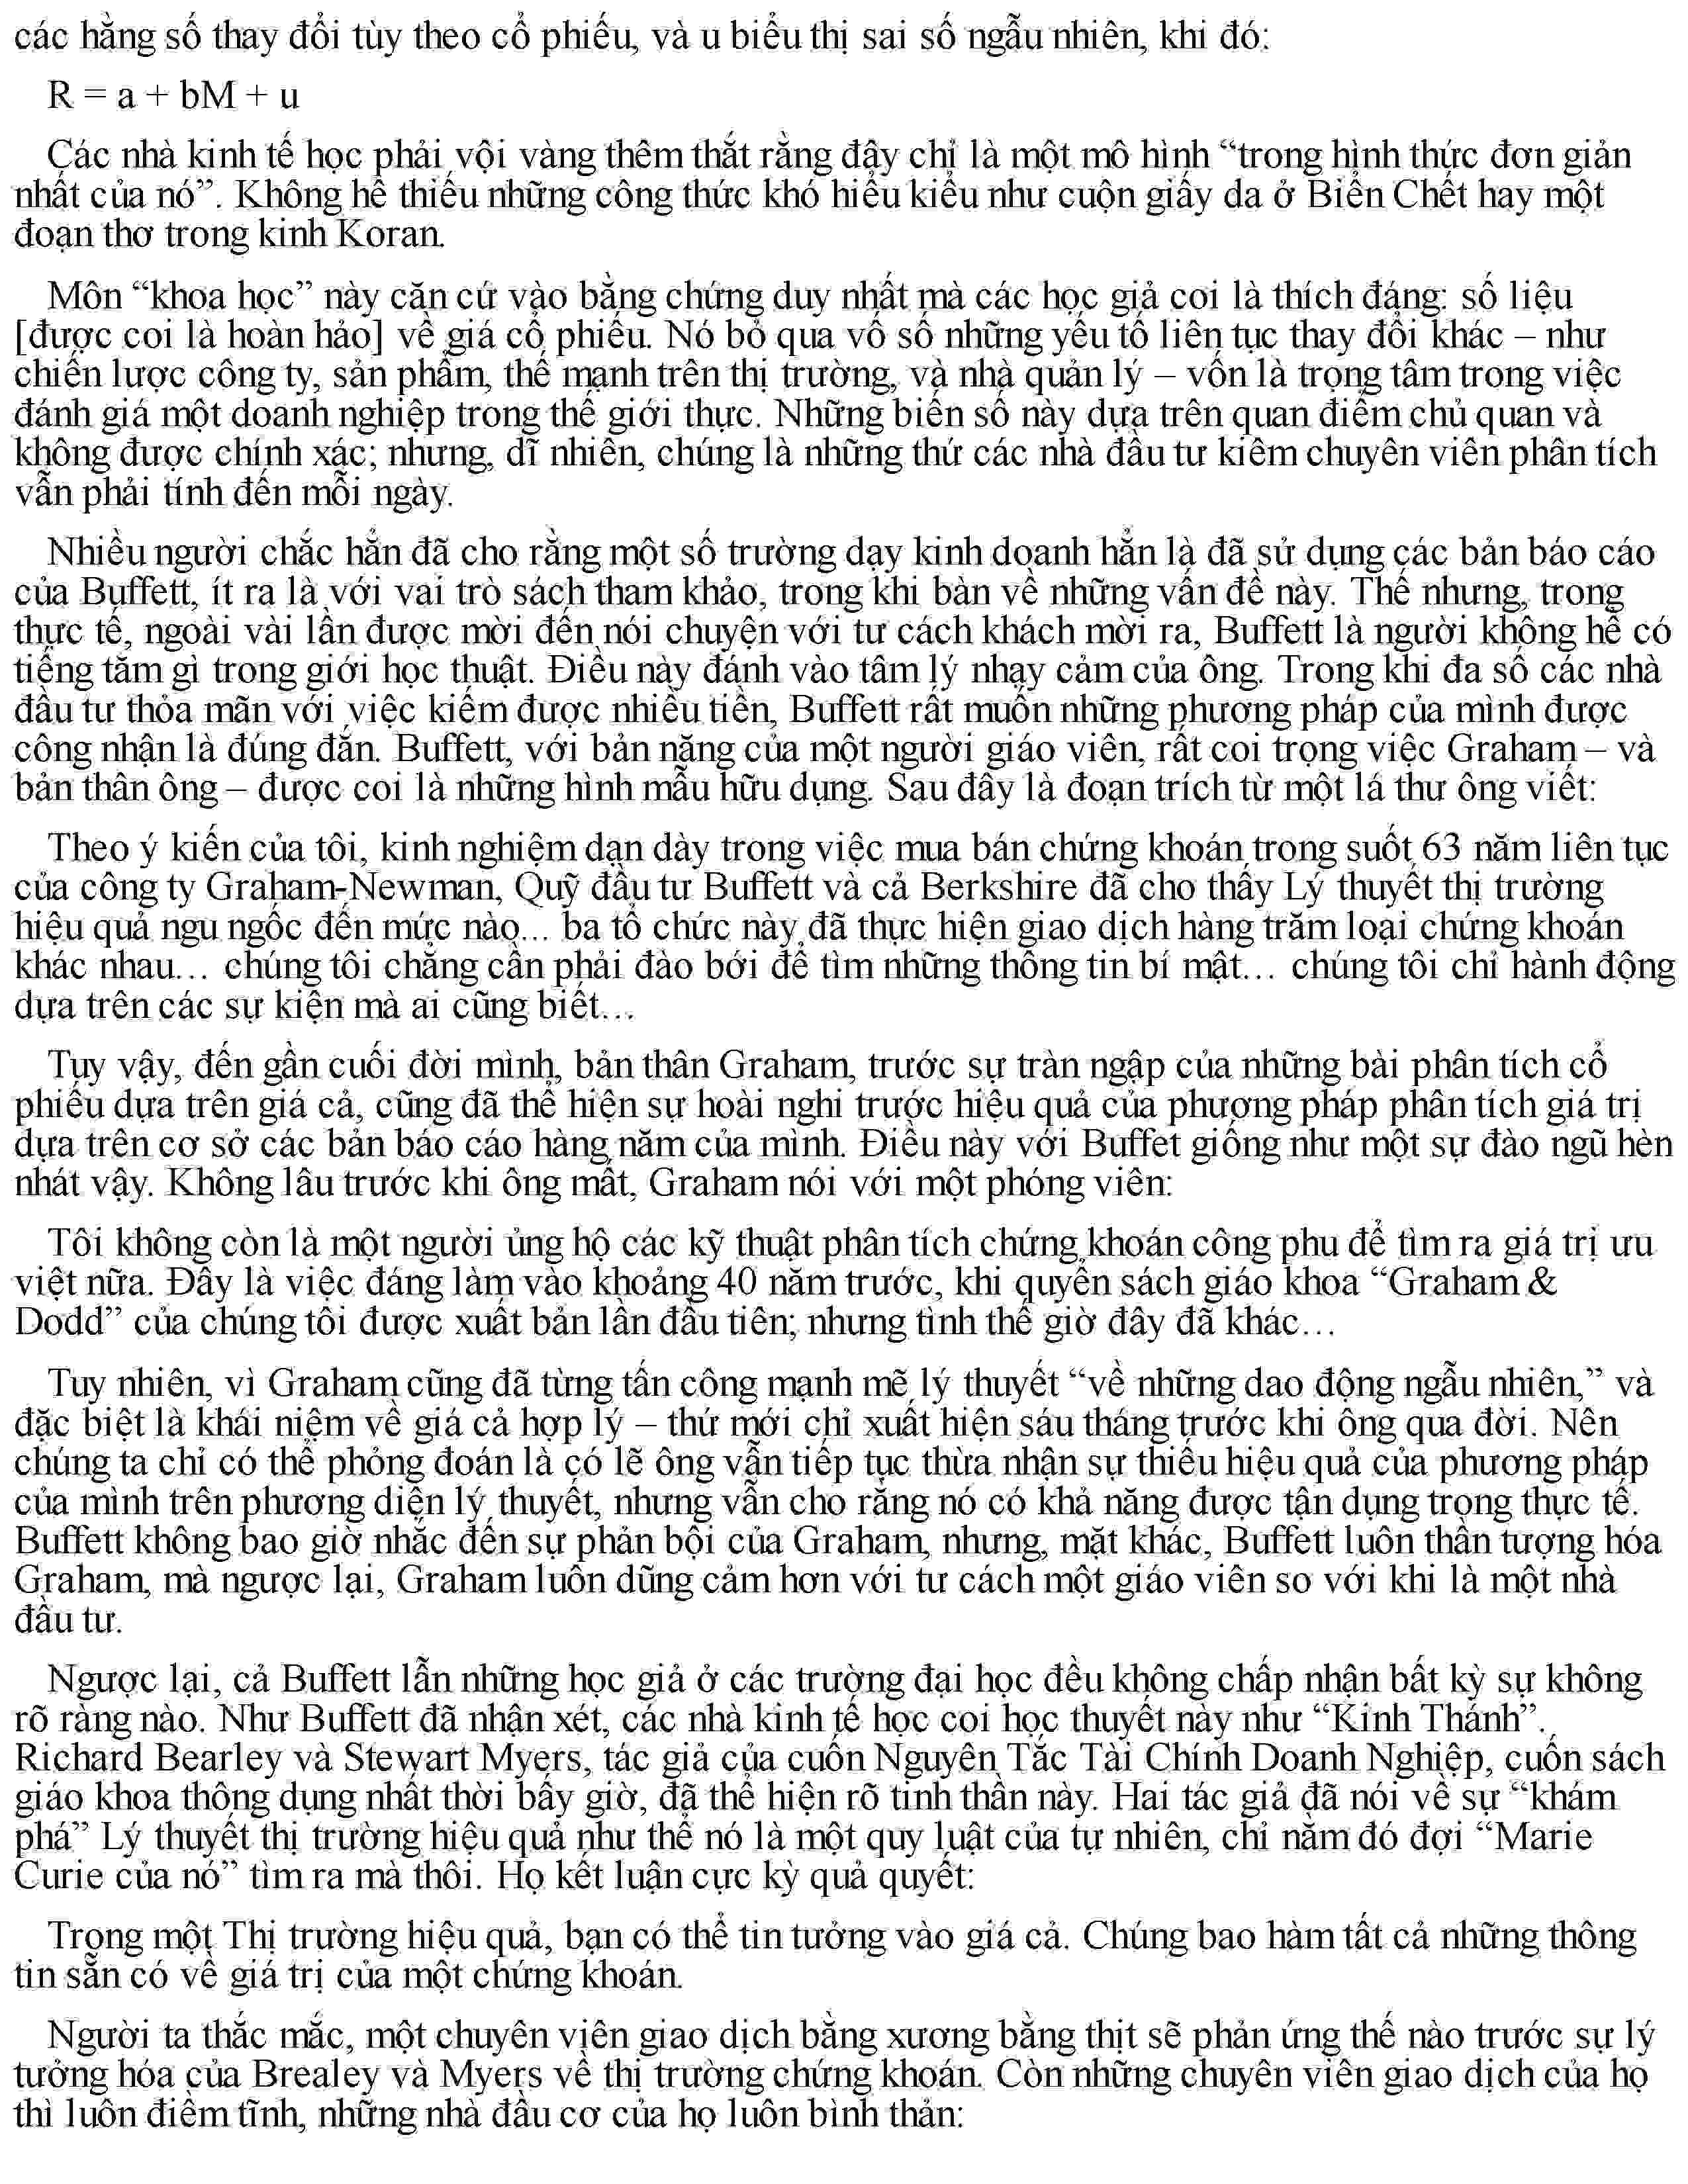 các hằng số thay đổi tùy theo cổ phiếu, và u biểu thị sai số ngẫu nhiên, khi đó:
R = a + bM + u
Các nhà kinh tế học phải vội vàng thêm thắt rằng đây chỉ là một mô hình “trong hình thức đơn giản
nhất của nó”. Không hề thiếu những công thức khó hiểu kiểu như cuộn giấy da ở Biển Chết hay một
đoạn thơ trong kinh Koran.
Môn “khoa học” này căn cứ vào bằng chứng duy nhất mà các học giả coi là thích đáng: số liệu
[được coi là hoàn hảo] về giá cổ phiếu. Nó bỏ qua vô số những yếu tố liên tục thay đổi khác – như
chiến lược công ty, sản phẩm, thế mạnh trên thị trường, và nhà quản lý – vốn là trọng tâm trong việc
đánh giá một doanh nghiệp trong thế giới thực. Những biến số này dựa trên quan điểm chủ quan và
không được chính xác; nhưng, dĩ nhiên, chúng là những thứ các nhà đầu tư kiêm chuyên viên phân tích
vẫn phải tính đến mỗi ngày.
Nhiều người chắc hẳn đã cho rằng một số trường dạy kinh doanh hẳn là đã sử dụng các bản báo cáo
của Buffett, ít ra là với vai trò sách tham khảo, trong khi bàn về những vấn đề này. Thế nhưng, trong
thực tế, ngoài vài lần được mời đến nói chuyện với tư cách khách mời ra, Buffett là người không hề có
tiếng tăm gì trong giới học thuật. Điều này đánh vào tâm lý nhạy cảm của ông. Trong khi đa số các nhà
đầu tư thỏa mãn với việc kiếm được nhiều tiền, Buffett rất muốn những phương pháp của mình được
công nhận là đúng đắn. Buffett, với bản năng của một người giáo viên, rất coi trọng việc Graham – và
bản thân ông – được coi là những hình mẫu hữu dụng. Sau đây là đoạn trích từ một lá thư ông viết:
Theo ý kiến của tôi, kinh nghiệm dạn dày trong việc mua bán chứng khoán trong suốt 63 năm liên tục
của công ty Graham-Newman, Quỹ đầu tư Buffett và cả Berkshire đã cho thấy Lý thuyết thị trường
hiệu quả ngu ngốc đến mức nào... ba tổ chức này đã thực hiện giao dịch hàng trăm loại chứng khoán
khác nhau… chúng tôi chẳng cần phải đào bới để tìm những thông tin bí mật… chúng tôi chỉ hành động
dựa trên các sự kiện mà ai cũng biết…
Tuy vậy, đến gần cuối đời mình, bản thân Graham, trước sự tràn ngập của những bài phân tích cổ
phiếu dựa trên giá cả, cũng đã thể hiện sự hoài nghi trước hiệu quả của phương pháp phân tích giá trị
dựa trên cơ sở các bản báo cáo hàng năm của mình. Điều này với Buffet giống như một sự đào ngũ hèn
nhát vậy. Không lâu trước khi ông mất, Graham nói với một phóng viên:
Tôi không còn là một người ủng hộ các kỹ thuật phân tích chứng khoán công phu để tìm ra giá trị ưu
việt nữa. Đây là việc đáng làm vào khoảng 40 năm trước, khi quyển sách giáo khoa “Graham &
Dodd” của chúng tôi được xuất bản lần đầu tiên; nhưng tình thế giờ đây đã khác…
Tuy nhiên, vì Graham cũng đã từng tấn công mạnh mẽ lý thuyết “về những dao động ngẫu nhiên,” và
đặc biệt là khái niệm về giá cả hợp lý – thứ mới chỉ xuất hiện sáu tháng trước khi ông qua đời. Nên
chúng ta chỉ có thể phỏng đoán là có lẽ ông vẫn tiếp tục thừa nhận sự thiếu hiệu quả của phương pháp
của mình trên phương diện lý thuyết, nhưng vẫn cho rằng nó có khả năng được tận dụng trong thực tế.
Buffett không bao giờ nhắc đến sự phản bội của Graham, nhưng, mặt khác, Buffett luôn thần tượng hóa
Graham, mà ngược lại, Graham luôn dũng cảm hơn với tư cách một giáo viên so với khi là một nhà
đầu tư.
Ngược lại, cả Buffett lẫn những học giả ở các trường đại học đều không chấp nhận bất kỳ sự không
rõ ràng nào. Như Buffett đã nhận xét, các nhà kinh tế học coi học thuyết này như “Kinh Thánh”.
Richard Bearley và Stewart Myers, tác giả của cuốn Nguyên Tắc Tài Chính Doanh Nghiệp, cuốn sách
giáo khoa thông dụng nhất thời bấy giờ, đã thể hiện rõ tinh thần này. Hai tác giả đã nói về sự “khám
phá” Lý thuyết thị trường hiệu quả như thể nó là một quy luật của tự nhiên, chỉ nằm đó đợi “Marie
Curie của nó” tìm ra mà thôi. Họ kết luận cực kỳ quả quyết:
Trong một Thị trường hiệu quả, bạn có thể tin tưởng vào giá cả. Chúng bao hàm tất cả những thông
tin sẵn có về giá trị của một chứng khoán.
Người ta thắc mắc, một chuyên viên giao dịch bằng xương bằng thịt sẽ phản ứng thế nào trước sự lý
tưởng hóa của Brealey và Myers về thị trường chứng khoán. Còn những chuyên viên giao dịch của họ
thì luôn điềm tĩnh, những nhà đầu cơ của họ luôn bình thản: